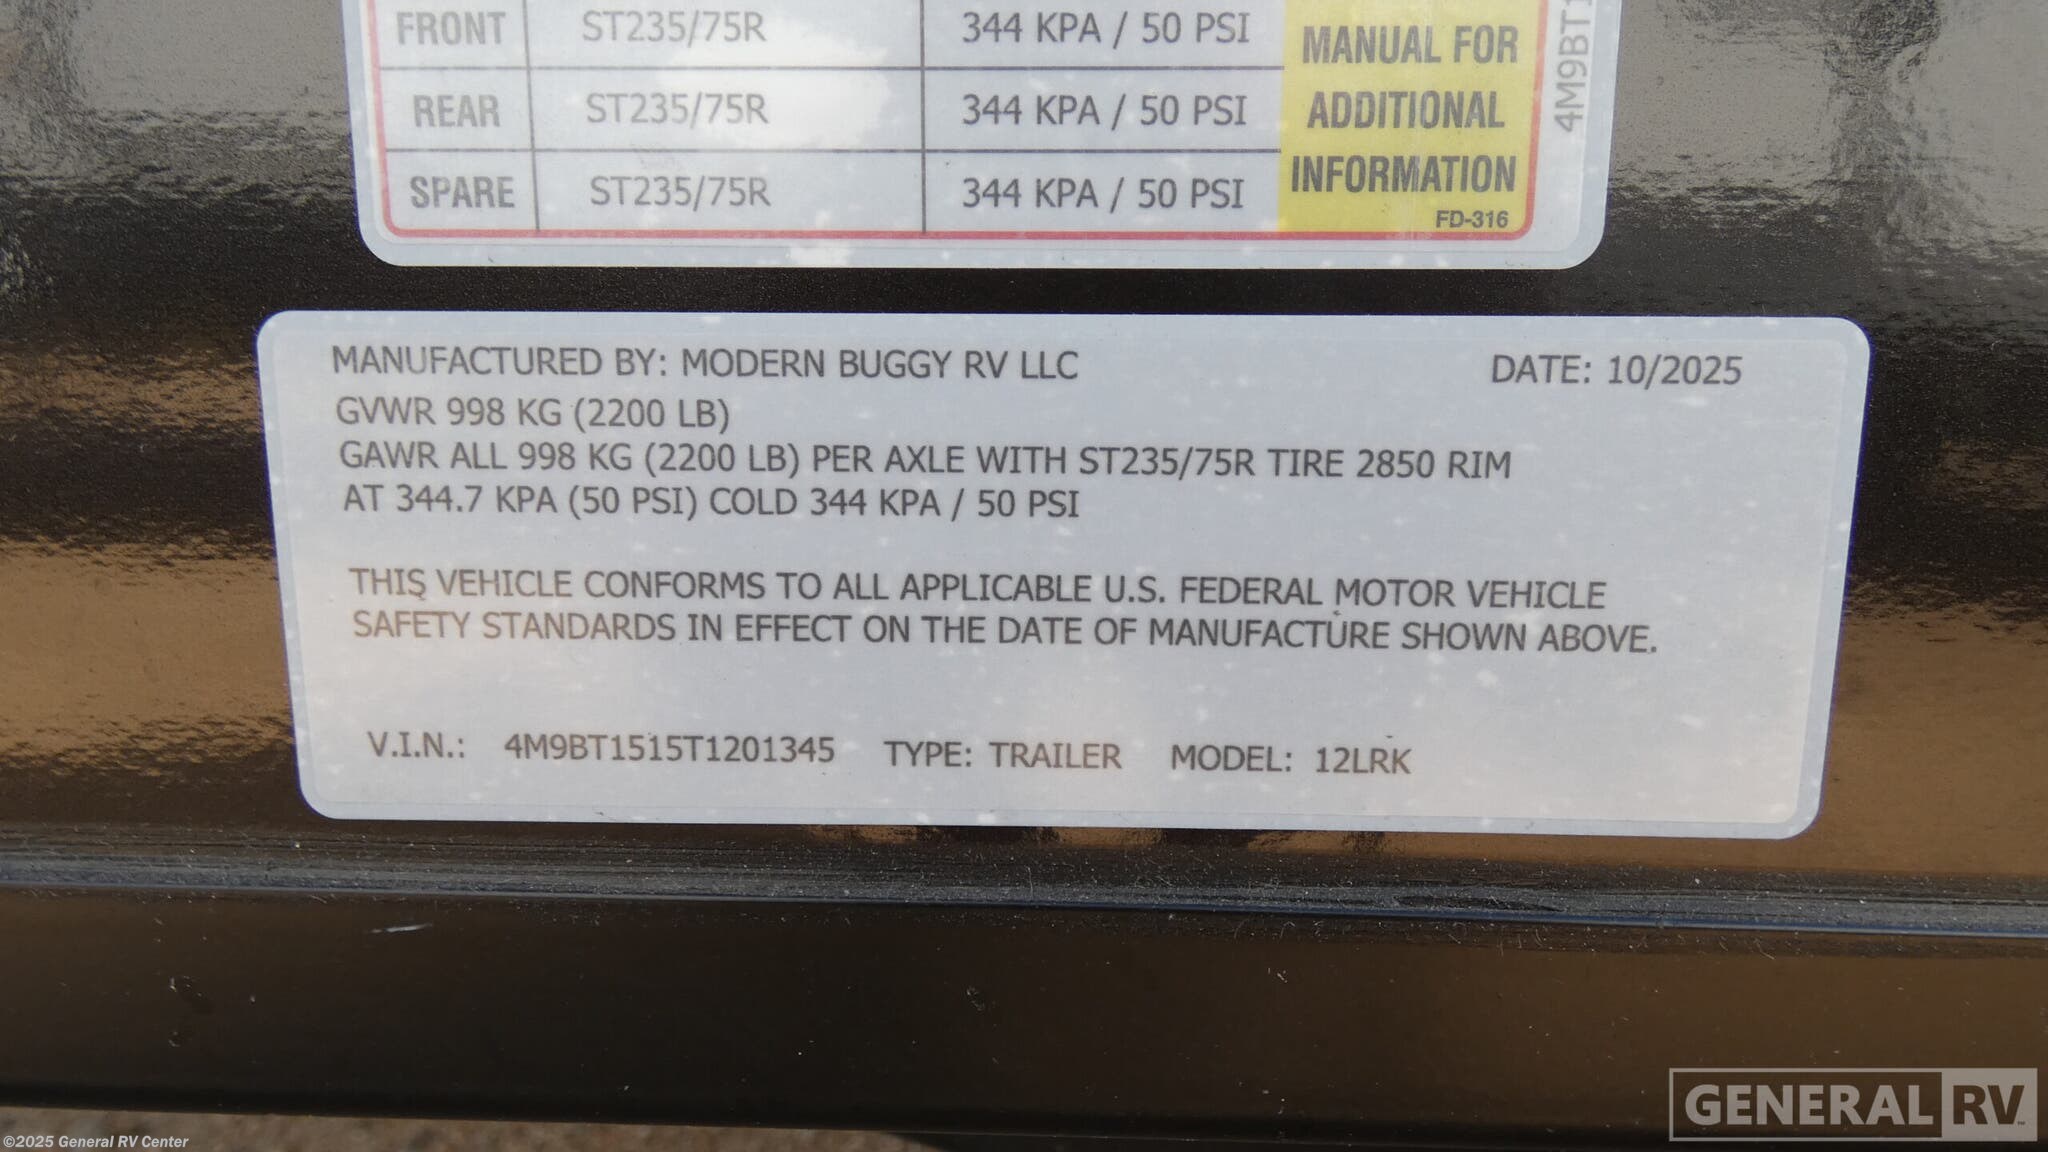 FRONT ST235/75R 344 KPA / 50 PSI
REAR ST235/75R 344 KPA / 50 PSI
SPARE ST235/75R 344 KPA / 50 PSI
MANUAL FOR
ADDITIONAL
INFORMATION
FD-316
4M9BT1
MANUFACTURED BY: MODERN BUGGY RV LLC DATE: 10/2025
GVWR 998 KG (2200 LB)
GAWR ALL 998 KG (2200 LB) PER AXLE WITH ST235/75R TIRE 2850 RIM
AT 344.7 KPA (50 PSI) COLD 344 KPA / 50 PSI
THIS VEHICLE CONFORMS TO ALL APPLICABLE U.S. FEDERAL MOTOR VEHICLE
SAFETY STANDARDS IN EFFECT ON THE DATE OF MANUFACTURE SHOWN ABOVE.
V.I.N.: 4M9BT1515T1201345 TYPE: TRAILER MODEL: 12LRK
GENERAL RV
©2025 General RV Center